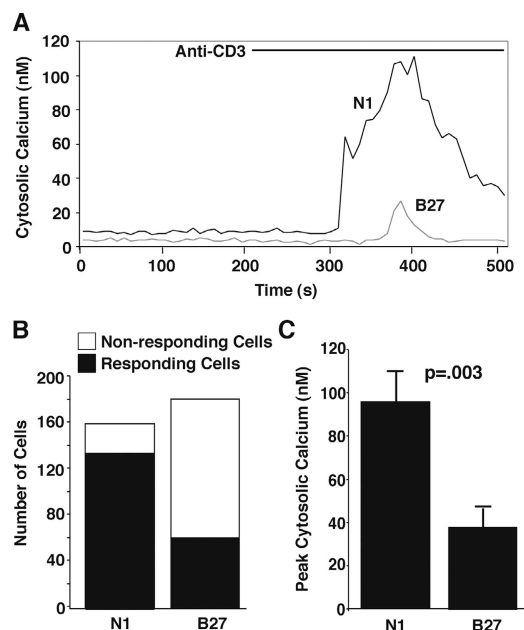 A
Anti-CD3
120
100
80
60
40
20
0
Cytosolic Calcium (nM)
N1
B27
0 100 200 300 400 500
Time (s)
B
Non-responding Cells
Responding Cells
200
160
120
80
40
0
Number of Cells
N1 B27
C
p=.003
120
100
80
60
40
20
0
Peak Cytosolic Calcium (nM)
N1 B27